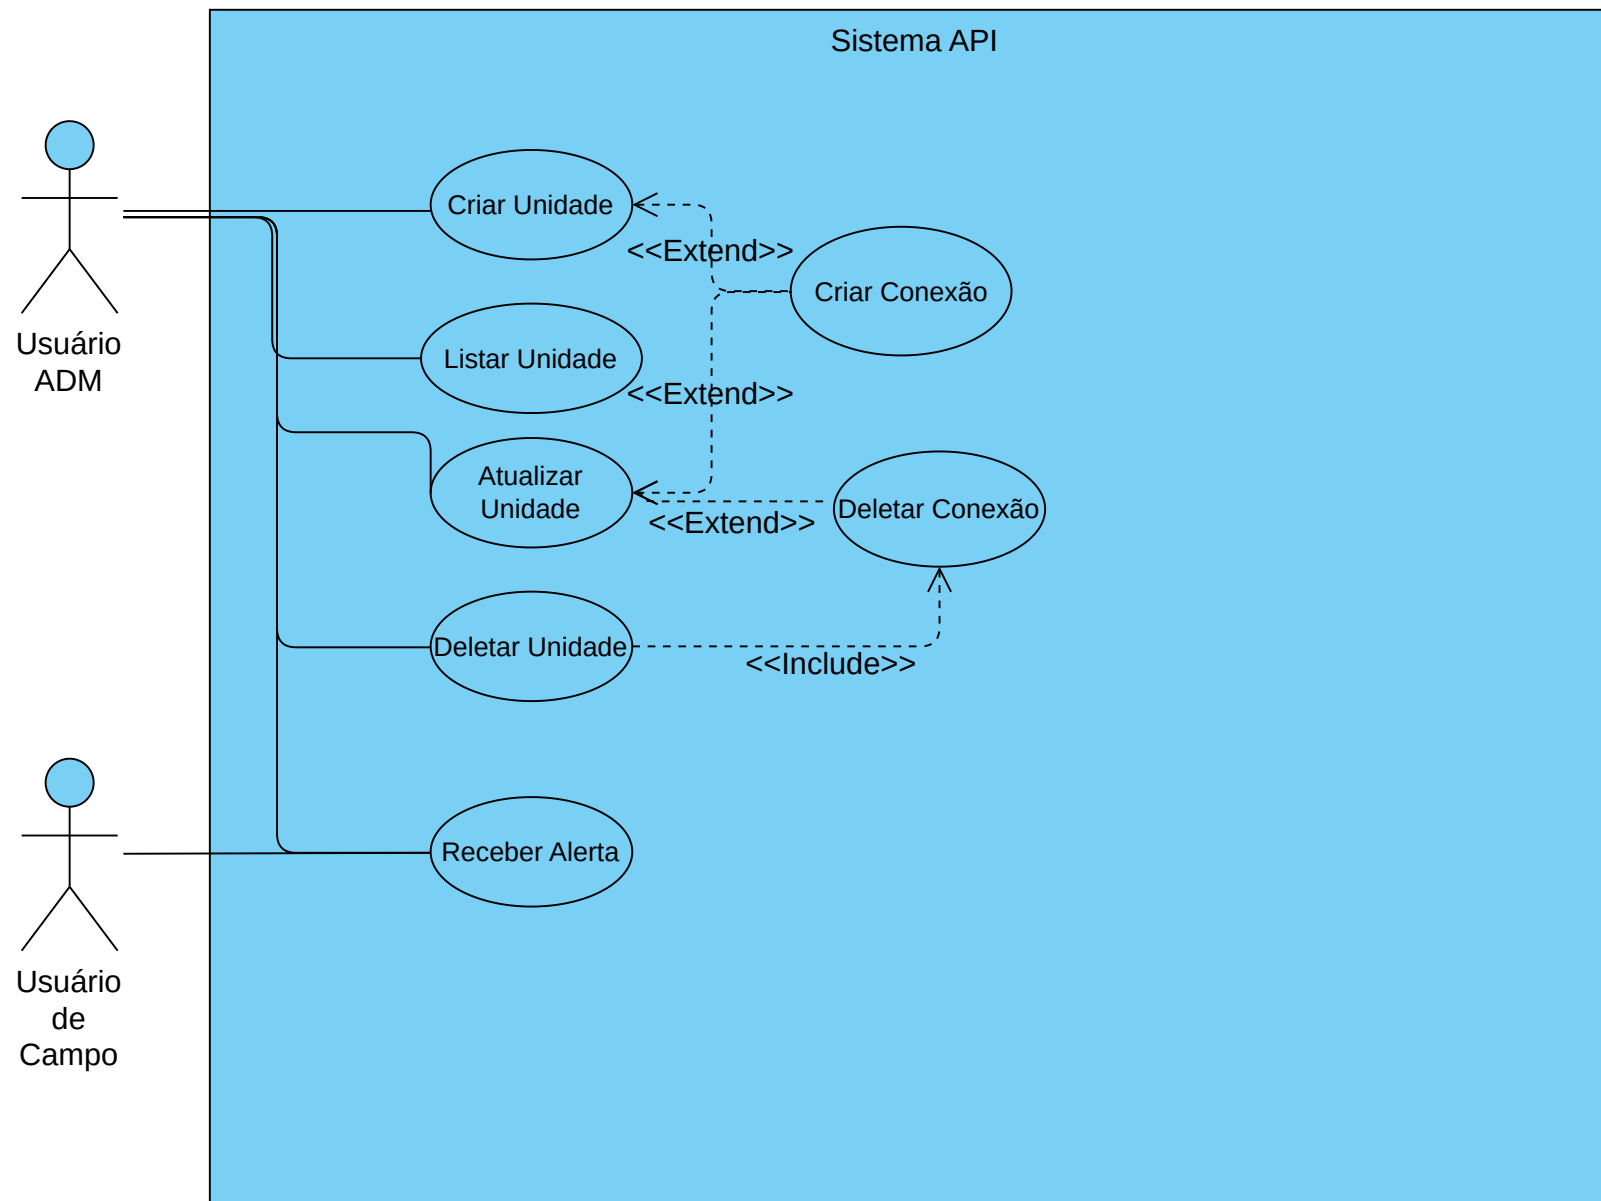 Sistema API
Criar Unidade
<<Extend>>
Criar Conexão
Usuário
ADM
Listar Unidade
<<Extend>>
Atualizar
Unidade
Deletar Conexão
<<Extend>>
Deletar Unidade
<<Include>>
Receber Alerta
Usuário
de
Campo